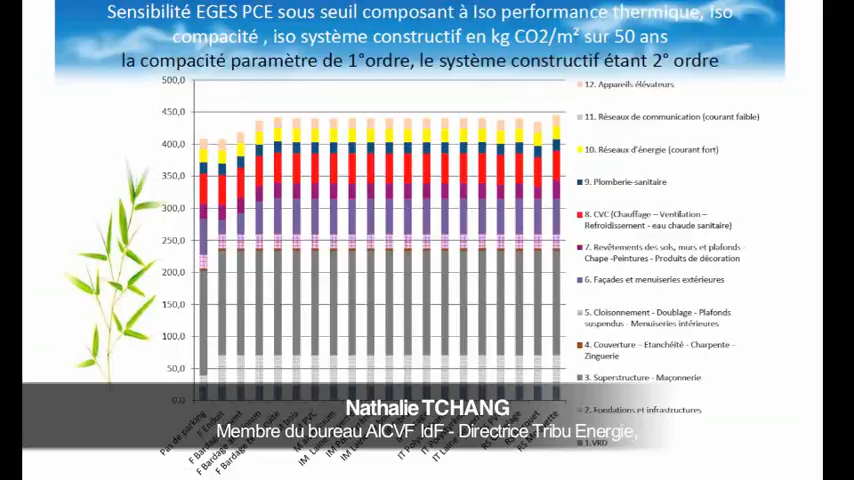 Sensibilité EGES PCE sous seuil composant à Iso performance thermique, Iso
compacité , iso système constructif en kg CO2/m² sur 50 ans
la compacité paramètre de 1°ordre, le système constructif étant 2° ordre
500,0
450,0
400,0
350,0
300,0
250,0
200,0
150,0
100,0
50,0
0,0
12. Appareils élévateurs
11. Réseaux de communication (courant faible)
10. Réseaux d'énergie (courant fort)
9. Plomberie-sanitaire
8. CVC (Chauffage – Ventilation –
Refroidissement - eau chaude sanitaire)
7. Revêtements des sols, murs et plafonds -
Chape -Peintures - Produits de décoration
6. Façades et menuiseries extérieures
5. Cloisonnement - Doublage - Plafonds
suspendus - Menuiseries intérieures
4. Couverture – Etanchéité - Charpente -
Zinguerie
3. Superstructure - Maçonnerie
2. Fondations et infrastructures
1.VRD
Pas de parking
F Enduit
F Bardage
F Bardage
F Bardage
Nathalie TCHANG
Membre du bureau AICVF IdF - Directrice Tribu Energie,